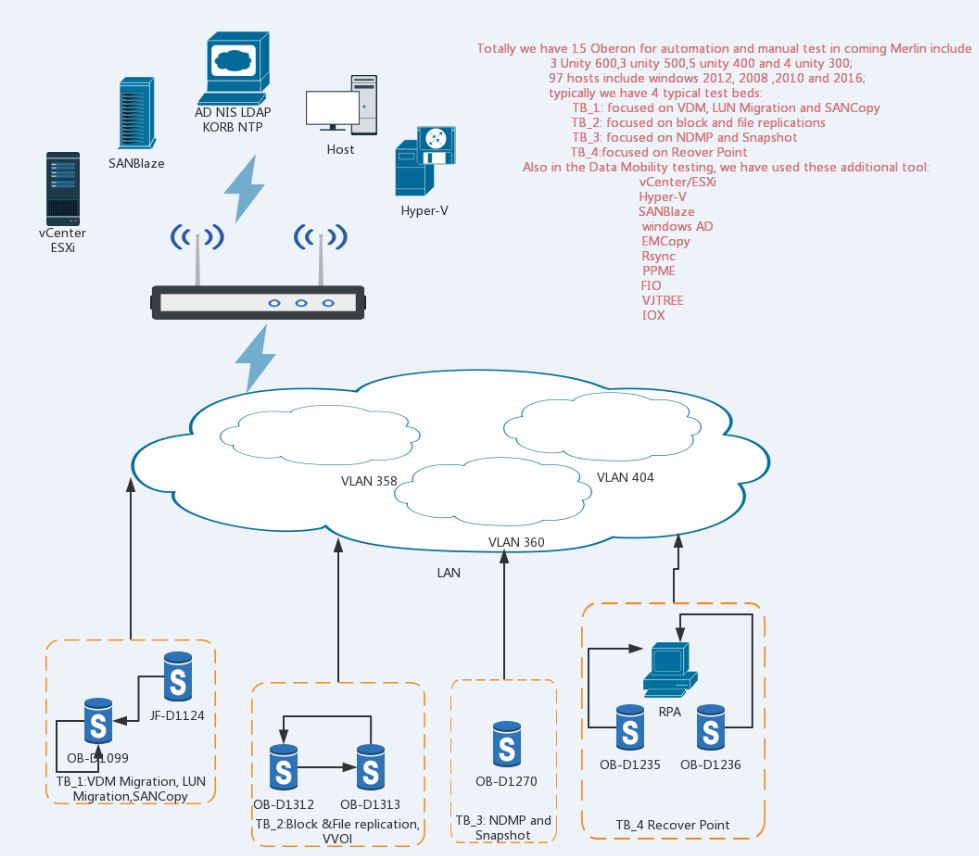 Totally we have 15 Oberon for automation and manual test in coming Merlin include
3 Unity 600,3 unity 500,5 unity 400 and 4 unity 300;
97 hosts include windows 2012, 2008 ,2010 and 2016;
typically we have 4 typical test beds:
TB_1: focused on VDM, LUN Migration and SANCopy
TB_2: focused on block and file replications
TB_3: focused on NDMP and Snapshot
TB_4:focused on Reover Point
Also in the Data Mobility testing, we have used these additional tool:
vCenter/ESXi
Hyper-V
SANBlaze
windows AD
EMCopy
Rsync
PPME
FIO
VJTREE
IOX
AD NIS LDAP
KORB NTP
SANBlaze
Host
Hyper-V
vCenter
ESXi
VLAN 358
VLAN 404
VLAN 360
LAN
JF-D1124
OB-D1099
TB_1:VDM Migration, LUN
Migration,SANCopy
OB-D1312
OB-D1313
TB_2:Block &File replication,
VVOl
OB-D1270
TB_3: NDMP and
Snapshot
RPA
OB-D1235
OB-D1236
TB_4 Recover Point